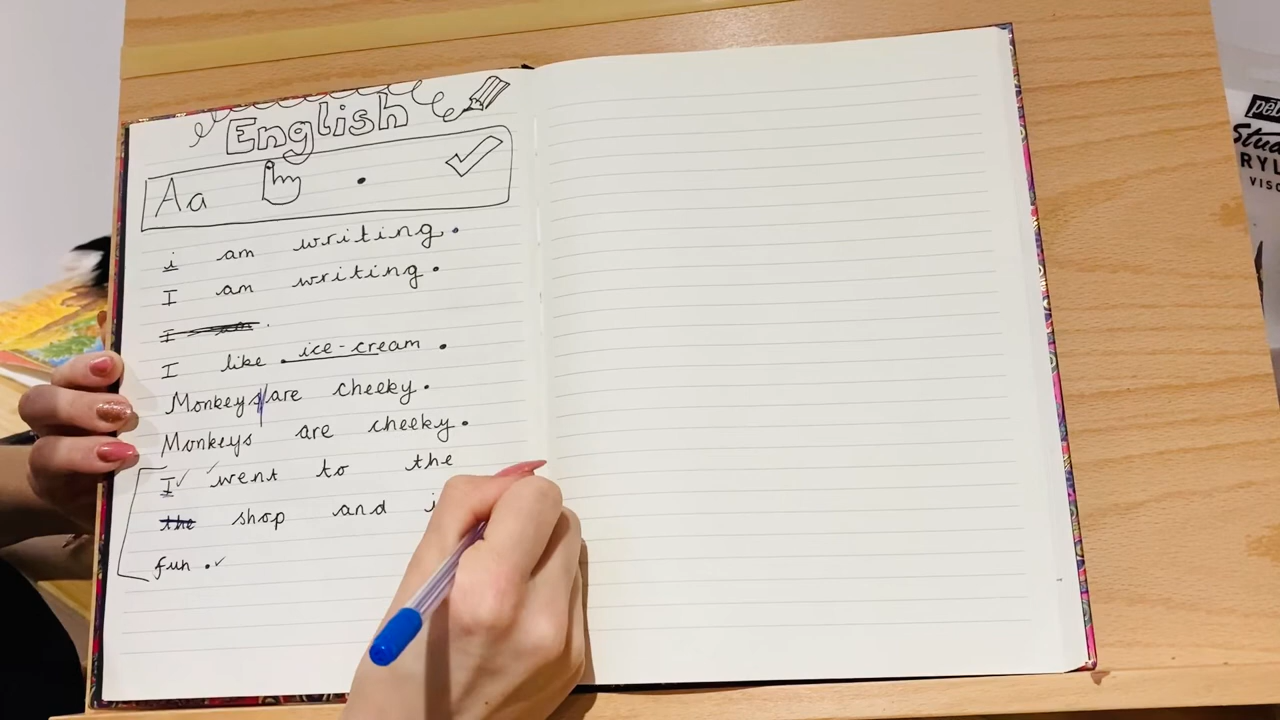 English
Aa .
i am writing.
I am writing.
I
I like ice-cream.
Monkeys are cheeky.
Monkeys are cheeky.
I went to the
the shop and
fun.